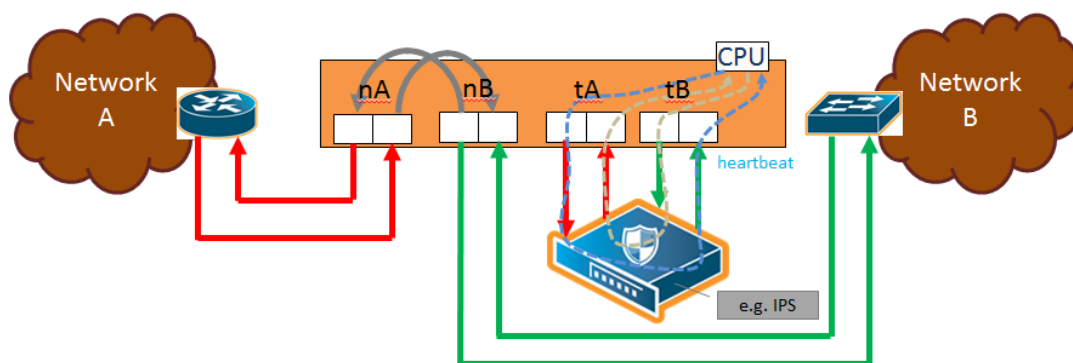 Network
A
CPU
nA
nB
tA
tB
Network
B
heartbeat
e.g. IPS